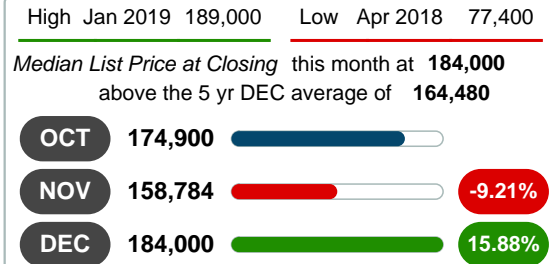 High Jan 2019 189,000 Low Apr 2018 77,400
Median List Price at Closing this month at 184,000
above the 5 yr DEC average of 164,480
OCT 174,900
NOV 158,784 -9.21%
DEC 184,000 15.88%